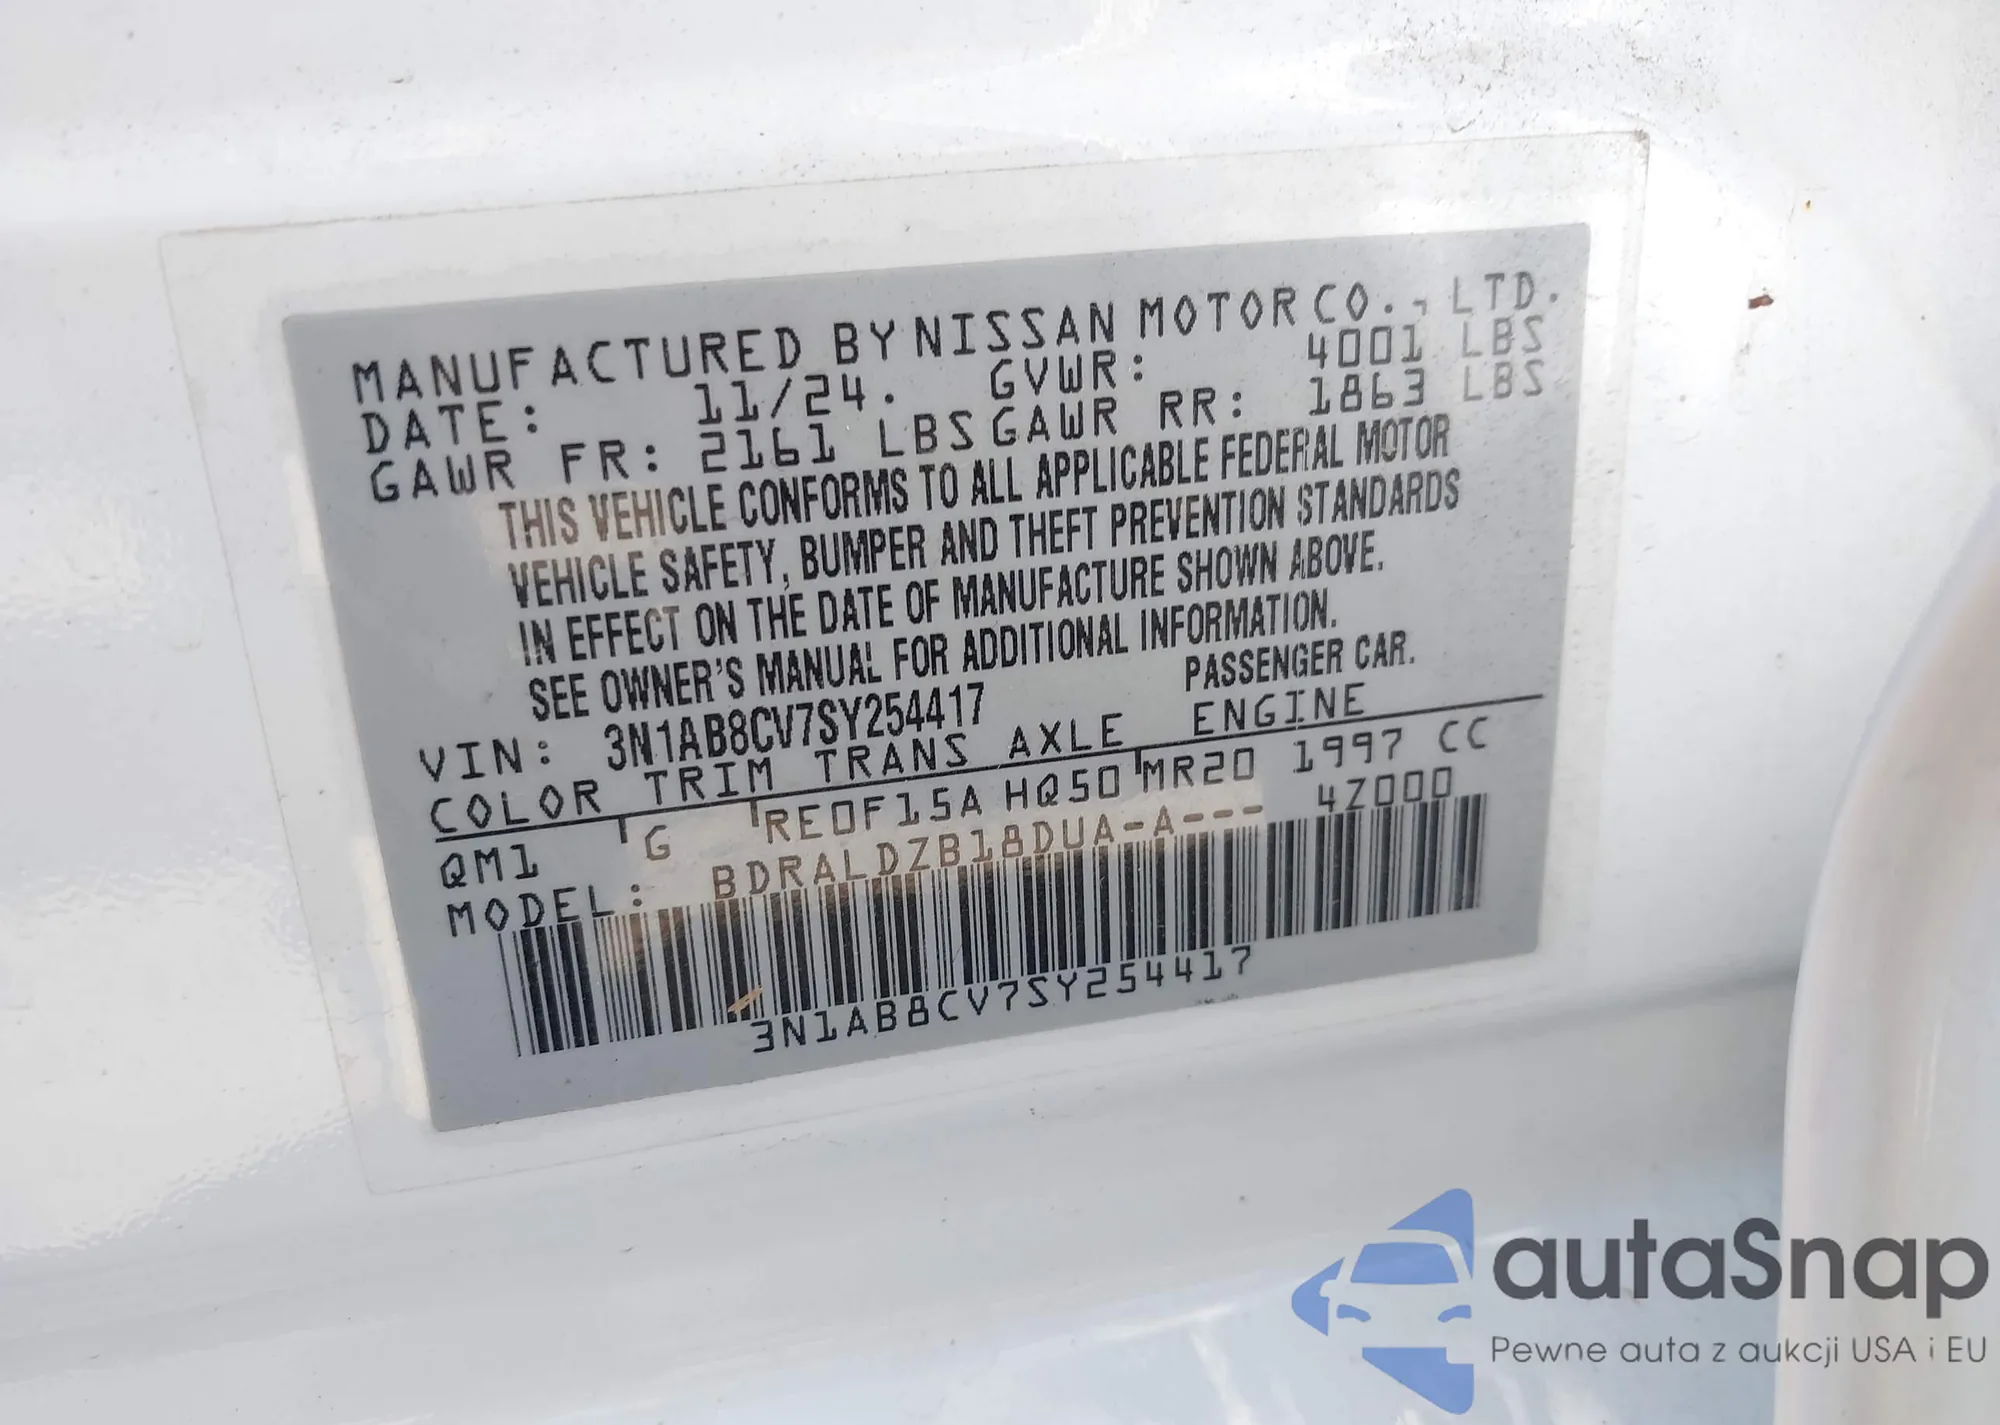 MANUFACTURED BY NISSAN MOTOR CO., LTD.
DATE: 11/24. GVWR: 4001 LBS
GAWR FR: 2161 LBS GAWR RR: 1863 LBS
THIS VEHICLE CONFORMS TO ALL APPLICABLE FEDERAL MOTOR
VEHICLE SAFETY, BUMPER AND THEFT PREVENTION STANDARDS
IN EFFECT ON THE DATE OF MANUFACTURE SHOWN ABOVE.
SEE OWNER'S MANUAL FOR ADDITIONAL INFORMATION.
VIN: 3N1AB8CV7SY254417 PASSENGER CAR.
COLOR TRIM TRANS AXLE ENGINE
QM1 G RE0F15A HQ50 MR20 1997 CC
MODEL: BDRALDZB18DUA-A--- 4Z000
3N1AB8CV7SY254417
autaSnap
Pewne auta z aukcji USA i EU